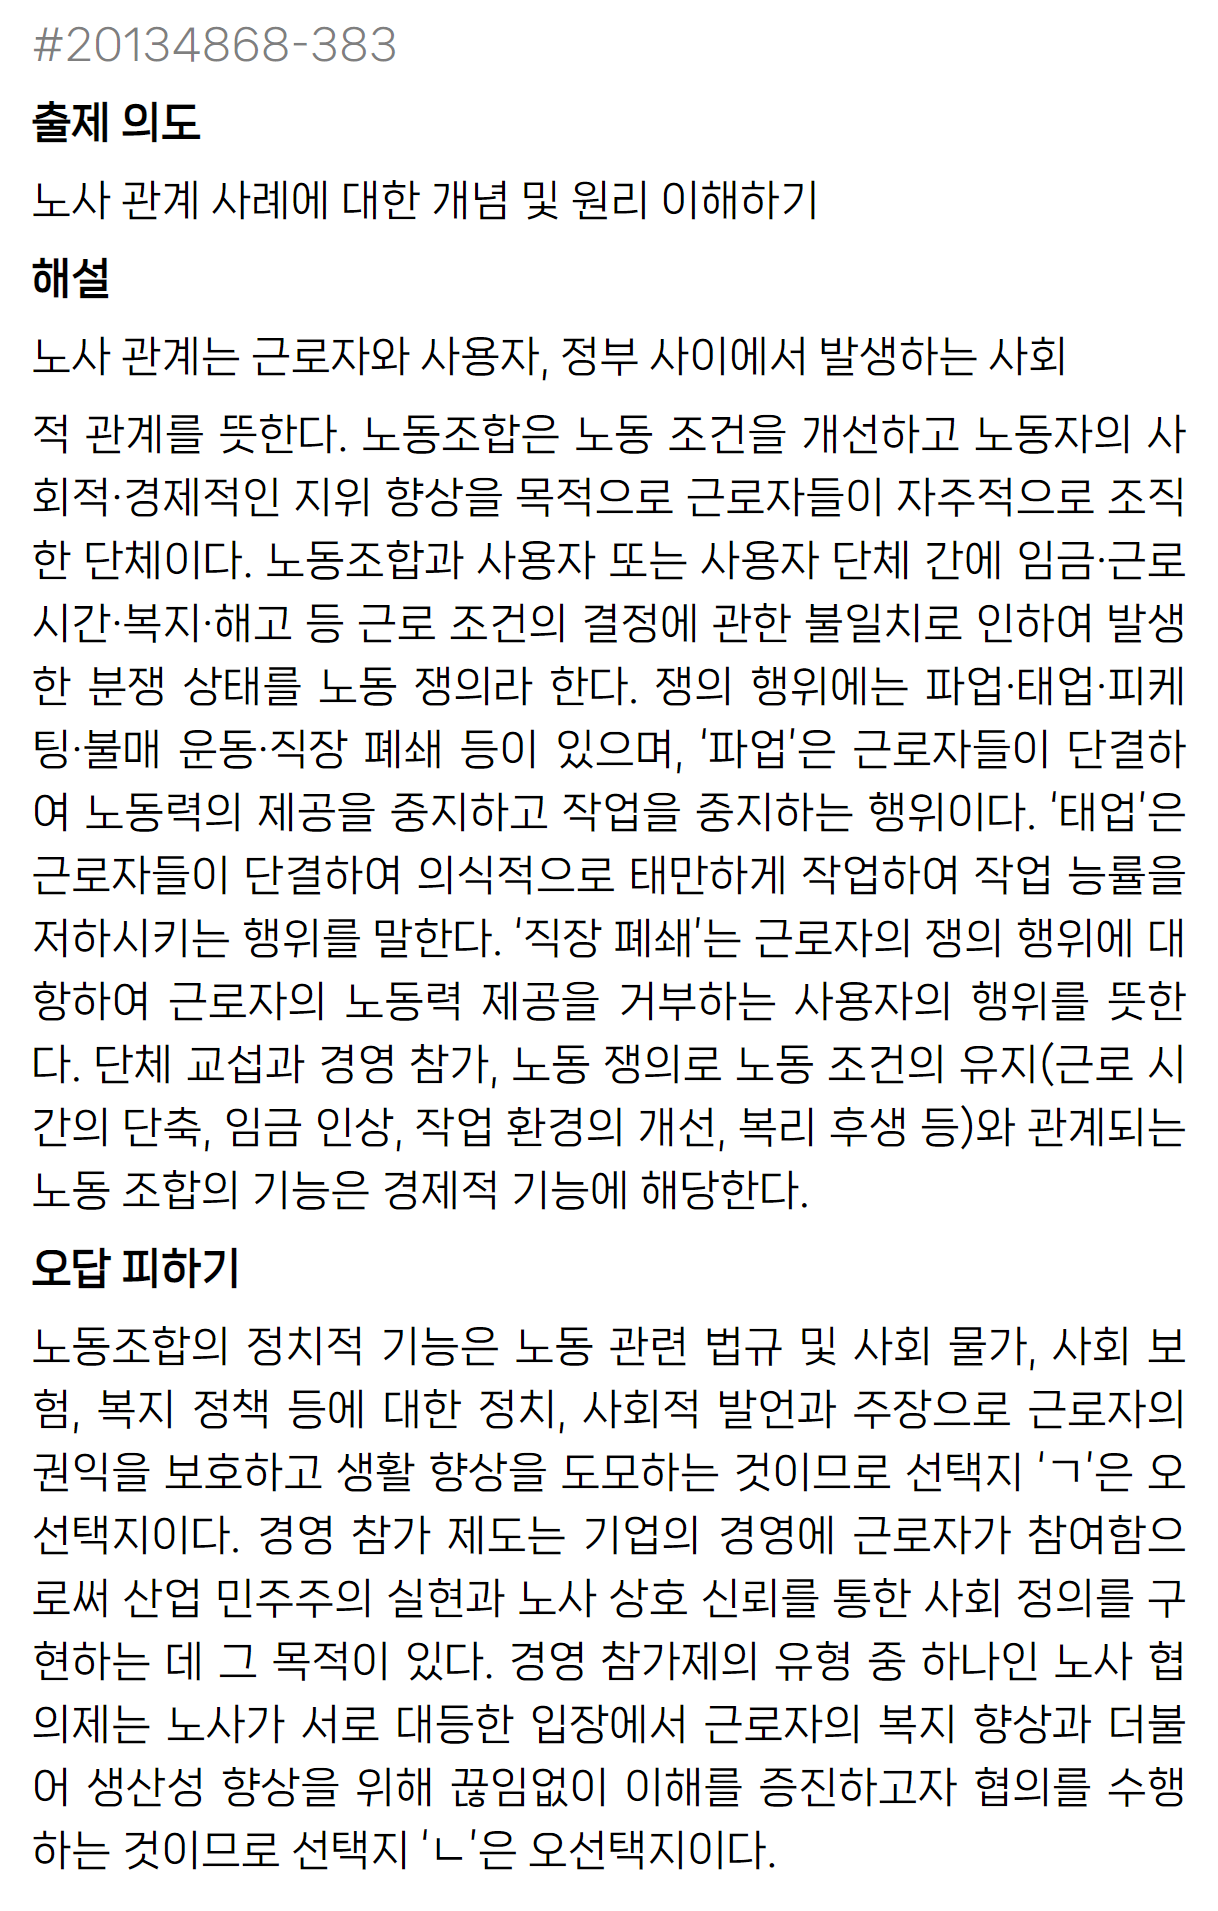 #20134868-383
출제 의도
노사 관계 사례에 대한 개념 및 원리 이해하기
해설
노사 관계는 근로자와 사용자, 정부 사이에서 발생하는 사회
적 관계를 뜻한다. 노동조합은 노동 조건을 개선하고 노동자의 사
회적·경제적인 지위 향상을 목적으로 근로자들이 자주적으로 조직
한 단체이다. 노동조합과 사용자 또는 사용자 단체 간에 임금·근로
시간·복지·해고 등 근로 조건의 결정에 관한 불일치로 인하여 발생
한 분쟁 상태를 노동 쟁의라 한다. 쟁의 행위에는 파업·태업·피케
팅·불매 운동·직장 폐쇄 등이 있으며, '파업'은 근로자들이 단결하
여 노동력의 제공을 중지하고 작업을 중지하는 행위이다. '태업'은
근로자들이 단결하여 의식적으로 태만하게 작업하여 작업 능률을
저하시키는 행위를 말한다. '직장 폐쇄'는 근로자의 쟁의 행위에 대
항하여 근로자의 노동력 제공을 거부하는 사용자의 행위를 뜻한
다. 단체 교섭과 경영 참가, 노동 쟁의로 노동 조건의 유지(근로 시
간의 단축, 임금 인상, 작업 환경의 개선, 복리 후생 등)와 관계되는
노동 조합의 기능은 경제적 기능에 해당한다.
오답 피하기
노동조합의 정치적 기능은 노동 관련 법규 및 사회 물가, 사회 보
험, 복지 정책 등에 대한 정치, 사회적 발언과 주장으로 근로자의
권익을 보호하고 생활 향상을 도모하는 것이므로 선택지 'ㄱ'은 오
선택지이다. 경영 참가 제도는 기업의 경영에 근로자가 참여함으
로써 산업 민주주의 실현과 노사 상호 신뢰를 통한 사회 정의를 구
현하는 데 그 목적이 있다. 경영 참가제의 유형 중 하나인 노사 협
의제는 노사가 서로 대등한 입장에서 근로자의 복지 향상과 더불
어 생산성 향상을 위해 끊임없이 이해를 증진하고자 협의를 수행
하는 것이므로 선택지 'ㄴ'은 오선택지이다.